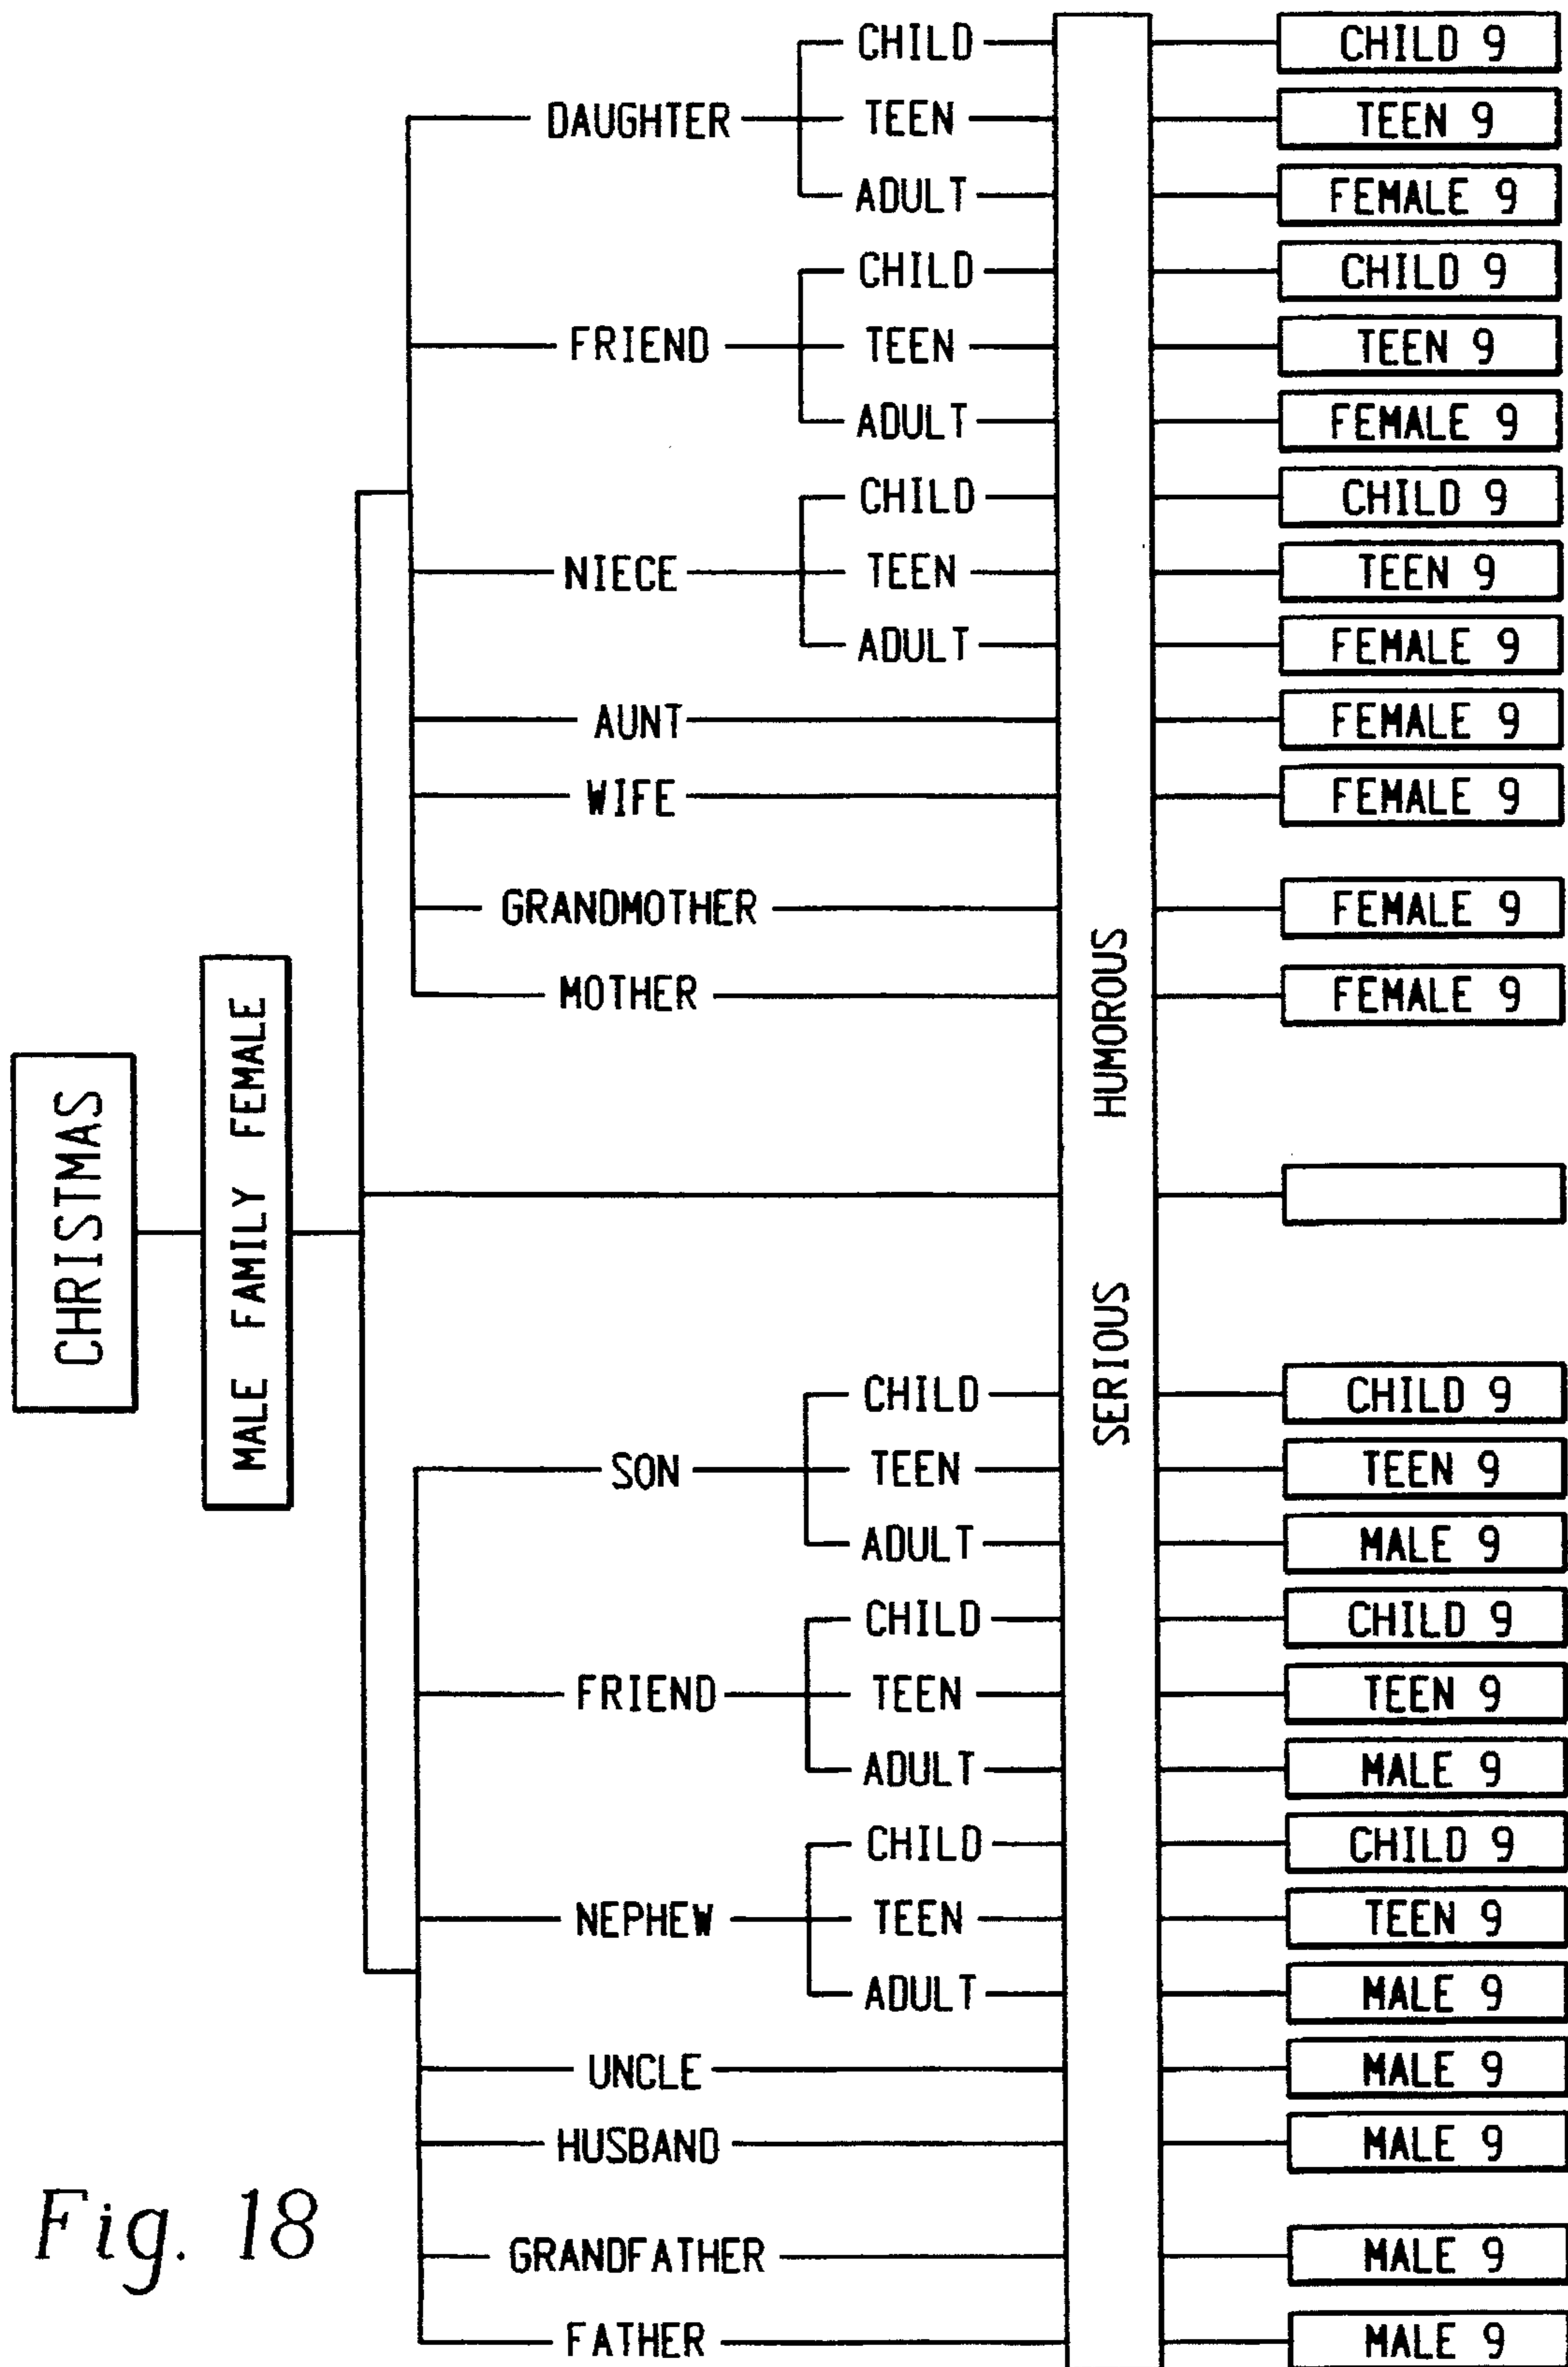 CHRISTMAS
MALE FAMILY FEMALE
DAUGHTER
CHILD
CHILD 9
TEEN
TEEN 9
ADULT
FEMALE 9
FRIEND
CHILD
CHILD 9
TEEN
TEEN 9
ADULT
FEMALE 9
NIECE
CHILD
CHILD 9
TEEN
TEEN 9
ADULT
FEMALE 9
AUNT
FEMALE 9
WIFE
FEMALE 9
GRANDMOTHER
FEMALE 9
MOTHER
FEMALE 9
HUMOROUS
SERIOUS
SON
CHILD
CHILD 9
TEEN
TEEN 9
ADULT
MALE 9
FRIEND
CHILD
CHILD 9
TEEN
TEEN 9
ADULT
MALE 9
NEPHEW
CHILD
CHILD 9
TEEN
TEEN 9
ADULT
MALE 9
UNCLE
MALE 9
HUSBAND
MALE 9
GRANDFATHER
MALE 9
FATHER
MALE 9
Fig. 18